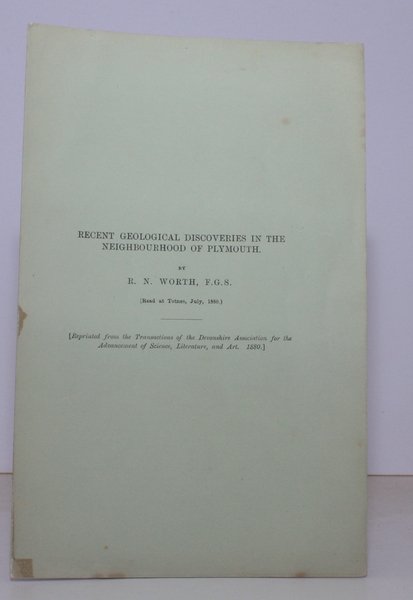 RECENT GEOLOGICAL DISCOVERIES IN THE
NEIGHBOURHOOD OF PLYMOUTH.
BY
R. N. WORTH, F.G.S.
(Read at Totnes, July, 1880.)
[Reprinted from the Transactions of the Devonshire Association for the
Advancement of Science, Literature, and Art. 1880.]